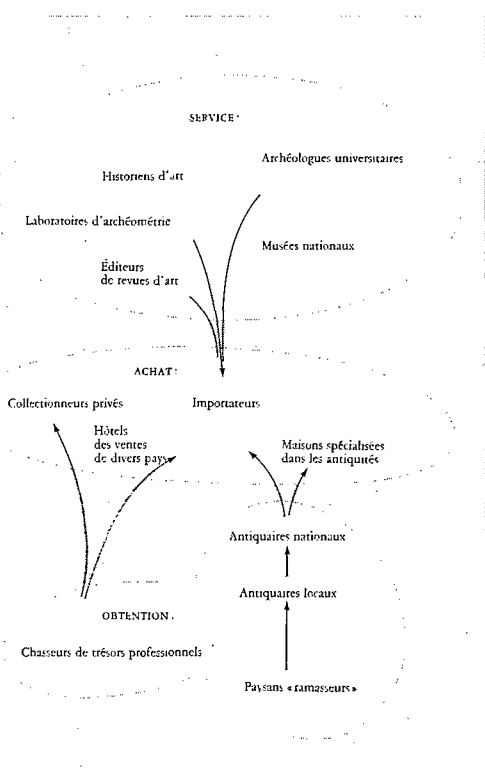 SERVICE
Archéologues universitaires
Historiens d'art
Laboratoires d'archéométrie
Musées nationaux
Éditeurs
de revues d'art
ACHAT:
Collectionneurs privés
Importateurs
Hôtels
des ventes
de divers pays
Maisons spécialisées
dans les antiquités
Antiquaires nationaux
Antiquaires locaux
OBTENTION.
Chasseurs de trésors professionnels
Paysans «ramasseurs»